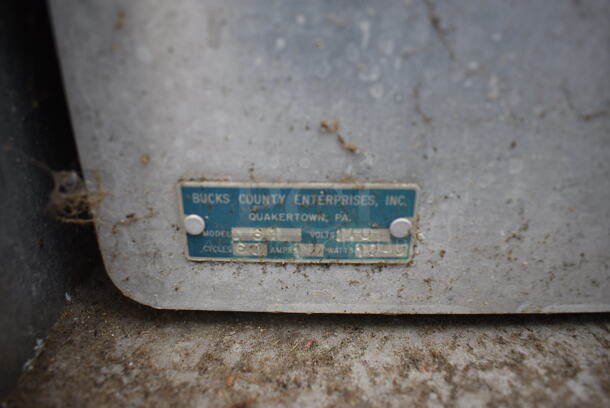 BUCKS COUNTY ENTERPRISES, INC.
QUAKERTOWN, PA.
MODEL VOLTS
CYCLES AMPS WATTS